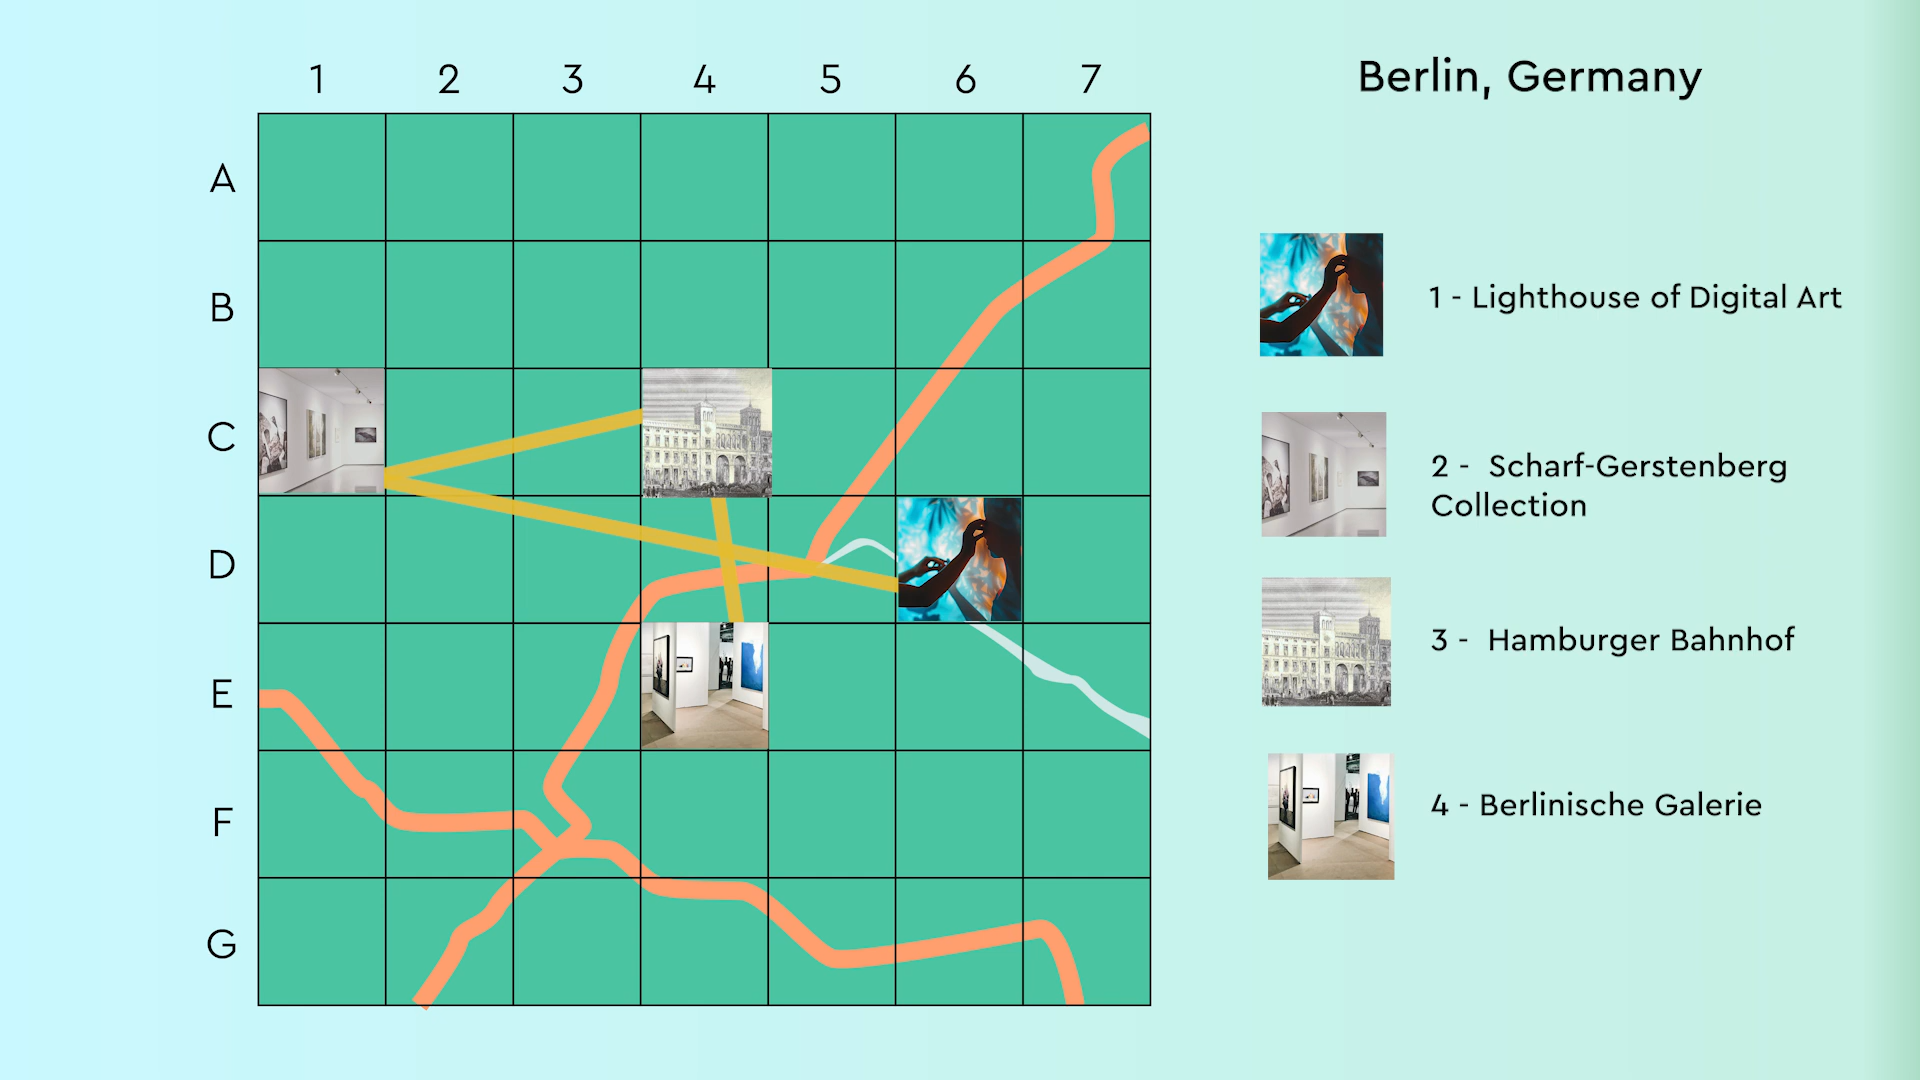 1 2 3 4 5 6 7
Berlin, Germany
A
B
C
D
E
F
G
1 - Lighthouse of Digital Art
2 - Scharf-Gerstenberg
Collection
3 - Hamburger Bahnhof
4 - Berlinische Galerie